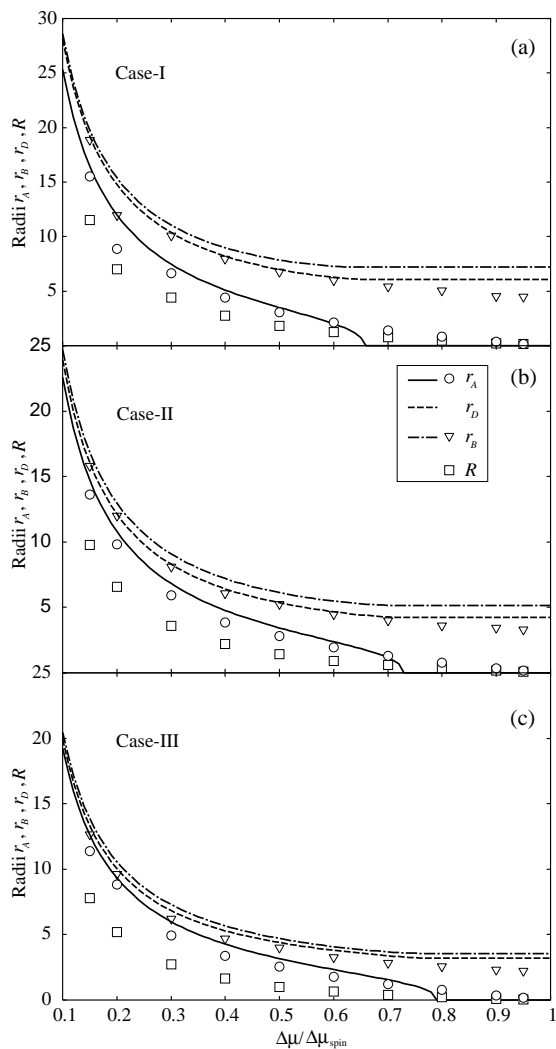 30
25
20
15
10
5
(a)
Case-I
Radii r_A, r_B, r_D, R
25
20
15
10
5
(b)
Case-II
Radii r_A, r_B, r_D, R
r_A
r_D
r_B
R
25
20
15
10
5
0
(c)
Case-III
Radii r_A, r_B, r_D, R
0.1 0.2 0.3 0.4 0.5 0.6 0.7 0.8 0.9 1
Δμ/Δμ_spin